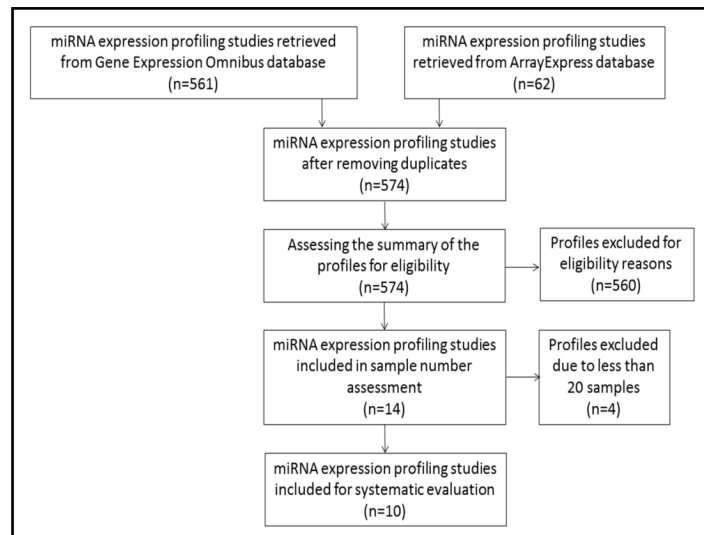 miRNA expression profiling studies retrieved
from Gene Expression Omnibus database
(n=561)
miRNA expression profiling studies
retrieved from ArrayExpress database
(n=62)
miRNA expression profiling studies
after removing duplicates
(n=574)
Assessing the summary of the
profiles for eligibility
(n=574)
Profiles excluded for
eligibility reasons
(n=560)
miRNA expression profiling studies
included in sample number
assessment
(n=14)
Profiles excluded
due to less than
20 samples
(n=4)
miRNA expression profiling studies
included for systematic evaluation
(n=10)